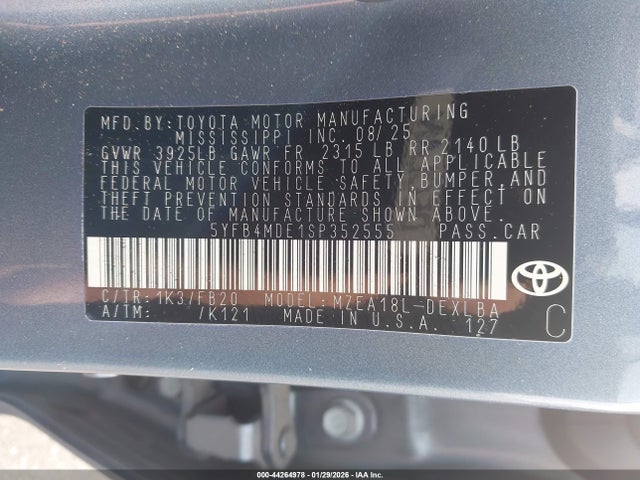 MFD. BY: TOYOTA MOTOR MANUFACTURING
MISSISSIPPI INC. 08/25
GVWR 3925LB GAWR FR 2315 LB RR 2140 LB
THIS VEHICLE CONFORMS TO ALL APPLICABLE
FEDERAL MOTOR VEHICLE SAFETY, BUMPER, AND
THEFT PREVENTION STANDARDS IN EFFECT ON
THE DATE OF MANUFACTURE SHOWN ABOVE.
5YFB4MDE1SP352555 PASS. CAR
C/TR: 1K3/FB20 MODEL: MZEA18L-DEXLBA
A/TM: /K121 MADE IN U.S.A. 127
C
000-44264978 | 01/29/2026 | IAA, Inc.